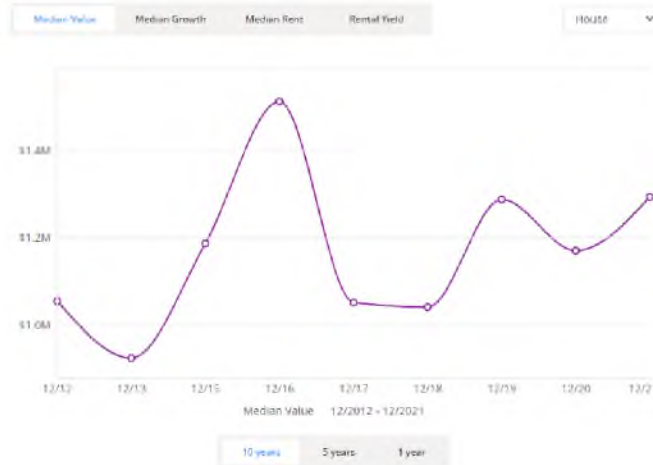 Median Value Median Growth Median Rent Rental Yield House
$1.4M
$1.2M
$1.0M
12/12 12/13 12/15 12/16 12/17 12/18 12/19 12/20 12/2
Median Value 12/2012 - 12/2021
10 years 5 years 1 year